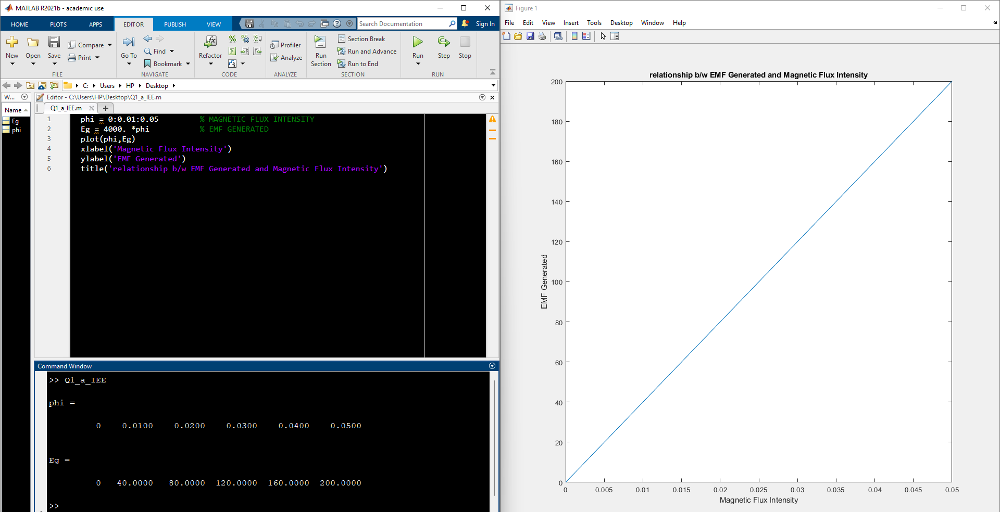 MATLAB R2021b - academic use
HOME PLOTS APPS EDITOR PUBLISH VIEW Search Documentation Sign In
New Open Save Compare Print
FILE
Go To Find Bookmark
NAVIGATE
Refactor
CODE
Profiler
Analyze
ANALYZE
Run Section
Section Break
Run and Advance
Run to End
SECTION
Run Step Stop
RUN
C: Users HP Desktop
W...
Name
Eg
phi
Editor - C:\Users\HP\Desktop\Q1_a_IEE.m
Q1_a_IEE.m
1 phi = 0:0.01:0.05 % MAGNETIC FLUX INTENSITY
2 Eg = 4000. *phi % EMF GENERATED
3 plot(phi,Eg)
4 xlabel('Magnetic Flux Intensity')
5 ylabel('EMF Generated')
6 title('relationship b/w EMF Generated and Magnetic Flux Intensity')
Command Window
>> Q1_a_IEE
phi =
0 0.0100 0.0200 0.0300 0.0400 0.0500
Eg =
0 40.0000 80.0000 120.0000 160.0000 200.0000
>>
Figure 1
File Edit View Insert Tools Desktop Window Help
relationship b/w EMF Generated and Magnetic Flux Intensity
200
180
160
140
120
100
80
60
40
20
0
EMF Generated
0 0.005 0.01 0.015 0.02 0.025 0.03 0.035 0.04 0.045 0.05
Magnetic Flux Intensity